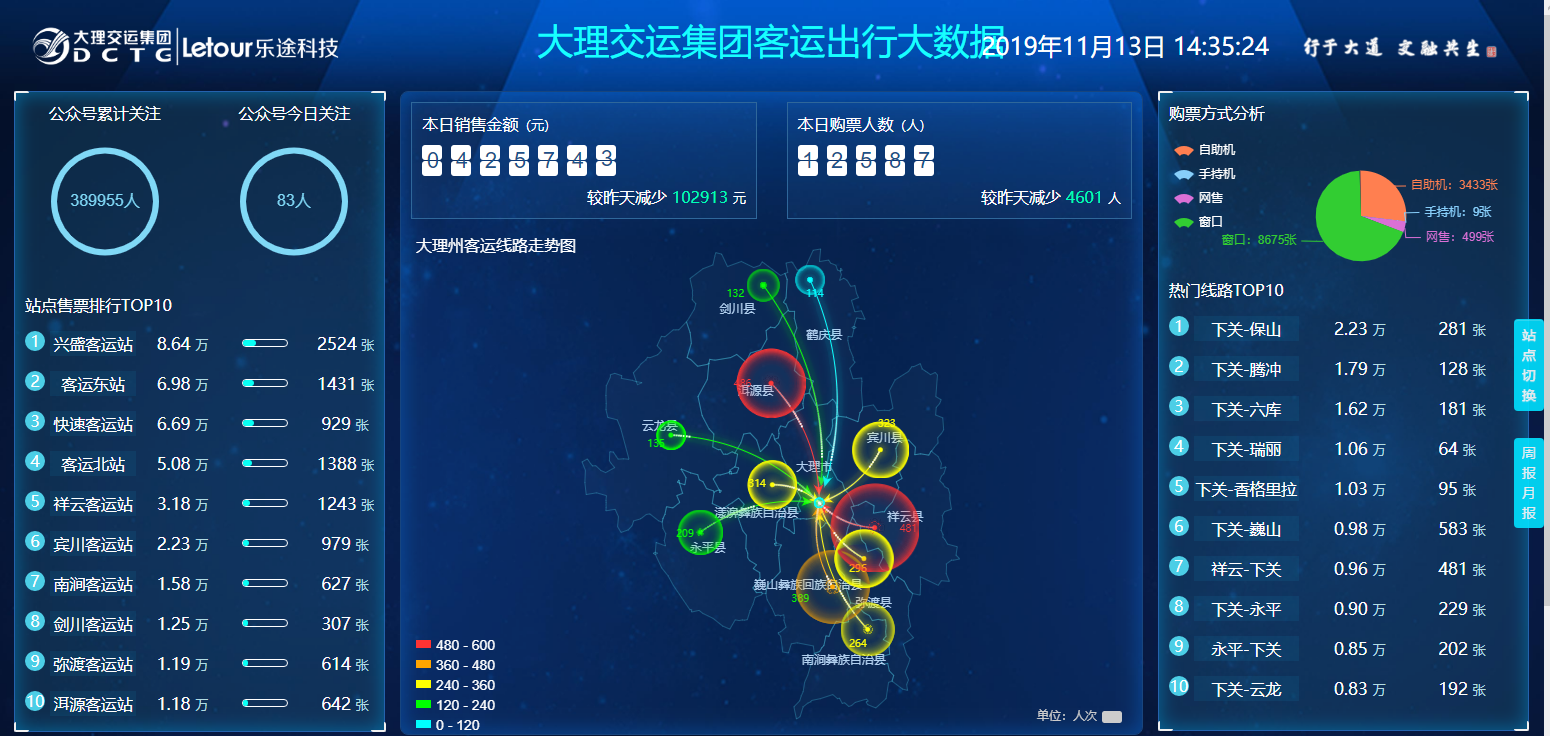 大理交运集团
DCTG
Letour乐途科技
大理交运集团客运出行大数据
2019年11月13日 14:35:24
行于大道 文融共生
公众号累计关注
公众号今日关注
389955人
83人
站点售票排行TOP10
1 兴盛客运站 8.64 万 2524 张
2 客运东站 6.98 万 1431 张
3 快速客运站 6.69 万 929 张
4 客运北站 5.08 万 1388 张
5 祥云客运站 3.18 万 1243 张
6 宾川客运站 2.23 万 979 张
7 南涧客运站 1.58 万 627 张
8 剑川客运站 1.25 万 307 张
9 弥渡客运站 1.19 万 614 张
10 洱源客运站 1.18 万 642 张
本日销售金额 (元)
0425743
较昨天减少 102913 元
本日购票人数 (人)
12587
较昨天减少 4601 人
大理州客运线路走势图
132
剑川县
114
鹤庆县
486
洱源县
云龙县
135
323
宾川县
大理市
314
漾濞彝族自治县
祥云县
481
209
永平县
296
巍山彝族回族自治县
389
弥渡县
264
南涧彝族自治县
480 - 600
360 - 480
240 - 360
120 - 240
0 - 120
单位：人次
购票方式分析
自助机
手持机
网售
窗口
自助机：3433张
手持机：9张
网售：499张
窗口：8675张
热门线路TOP10
1 下关-保山 2.23 万 281 张
2 下关-腾冲 1.79 万 128 张
3 下关-六库 1.62 万 181 张
4 下关-瑞丽 1.06 万 64 张
5 下关-香格里拉 1.03 万 95 张
6 下关-巍山 0.98 万 583 张
7 祥云-下关 0.96 万 481 张
8 下关-永平 0.90 万 229 张
9 永平-下关 0.85 万 202 张
10 下关-云龙 0.83 万 192 张
站点切换
周报月报